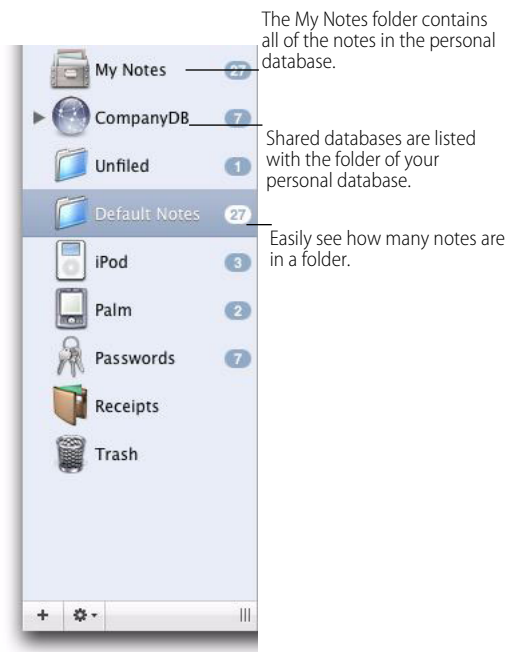 The My Notes folder contains
all of the notes in the personal
database.
My Notes 27
CompanyDB 7
Shared databases are listed
with the folder of your
personal database.
Unfiled 1
Default Notes 27
Easily see how many notes are
in a folder.
iPod 3
Palm 2
Passwords 7
Receipts
Trash